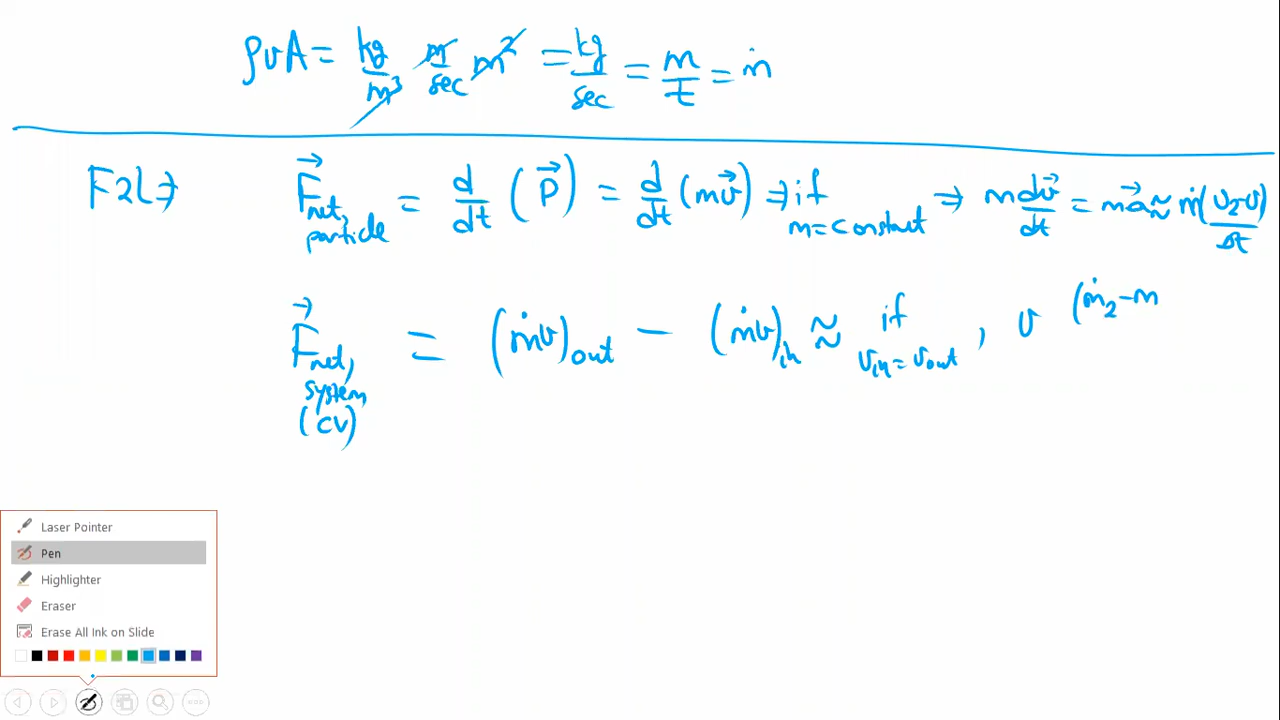 ρvA = kg/m³ m/sec m² = kg/sec = m/t = ṁ
F2L ⇒ F⃗net, particle = d/dt (P⃗) = d/dt (mv⃗) ⇒ if m=constant ⇒ m dv⃗/dt = ma⃗ ≈ ṁ(v₂-v)/Δt
F⃗net, system, (CV) = (ṁv)out − (ṁv)in ≈ if vin = vout , v (ṁ₂ − m
Laser Pointer
Pen
Highlighter
Eraser
Erase All Ink on Slide